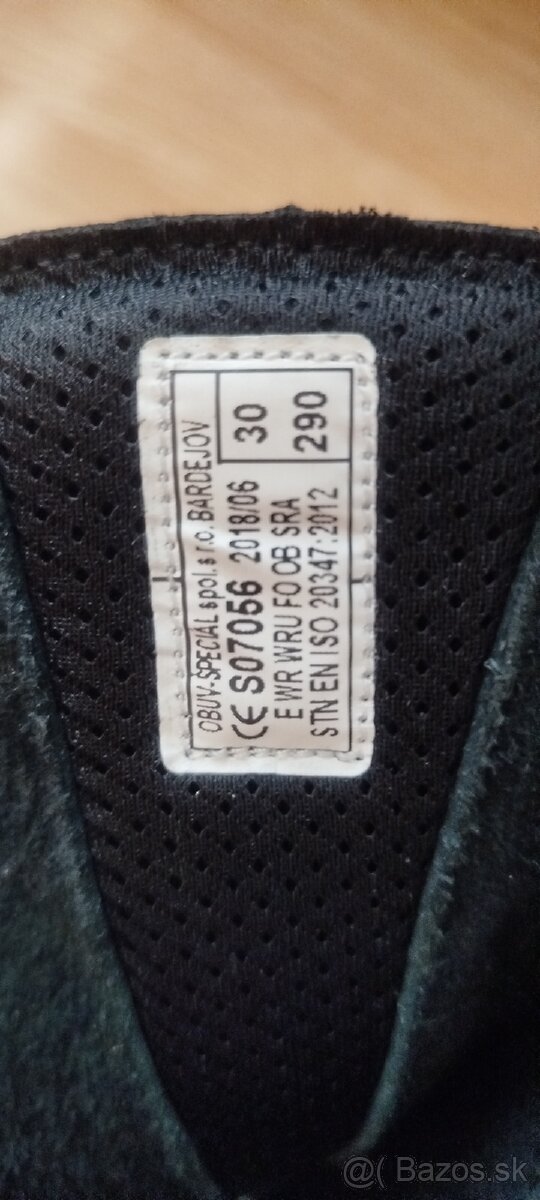 OBUV-SPECIAL spol. s r.o. BARDEJOV
CE S07056 2018/06
30
E WR WRU FO OB SRA
290
STN EN ISO 20347:2012
@( Bazos.sk